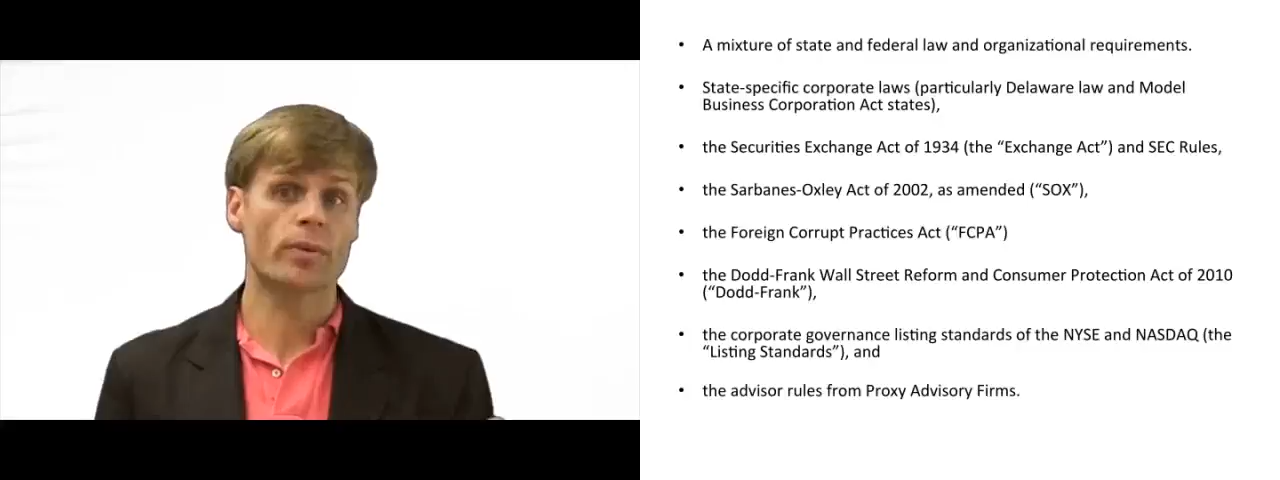 • A mixture of state and federal law and organizational requirements.
• State-specific corporate laws (particularly Delaware law and Model
Business Corporation Act states),
• the Securities Exchange Act of 1934 (the “Exchange Act”) and SEC Rules,
• the Sarbanes-Oxley Act of 2002, as amended (“SOX”),
• the Foreign Corrupt Practices Act (“FCPA”)
• the Dodd-Frank Wall Street Reform and Consumer Protection Act of 2010
(“Dodd-Frank”),
• the corporate governance listing standards of the NYSE and NASDAQ (the
“Listing Standards”), and
• the advisor rules from Proxy Advisory Firms.